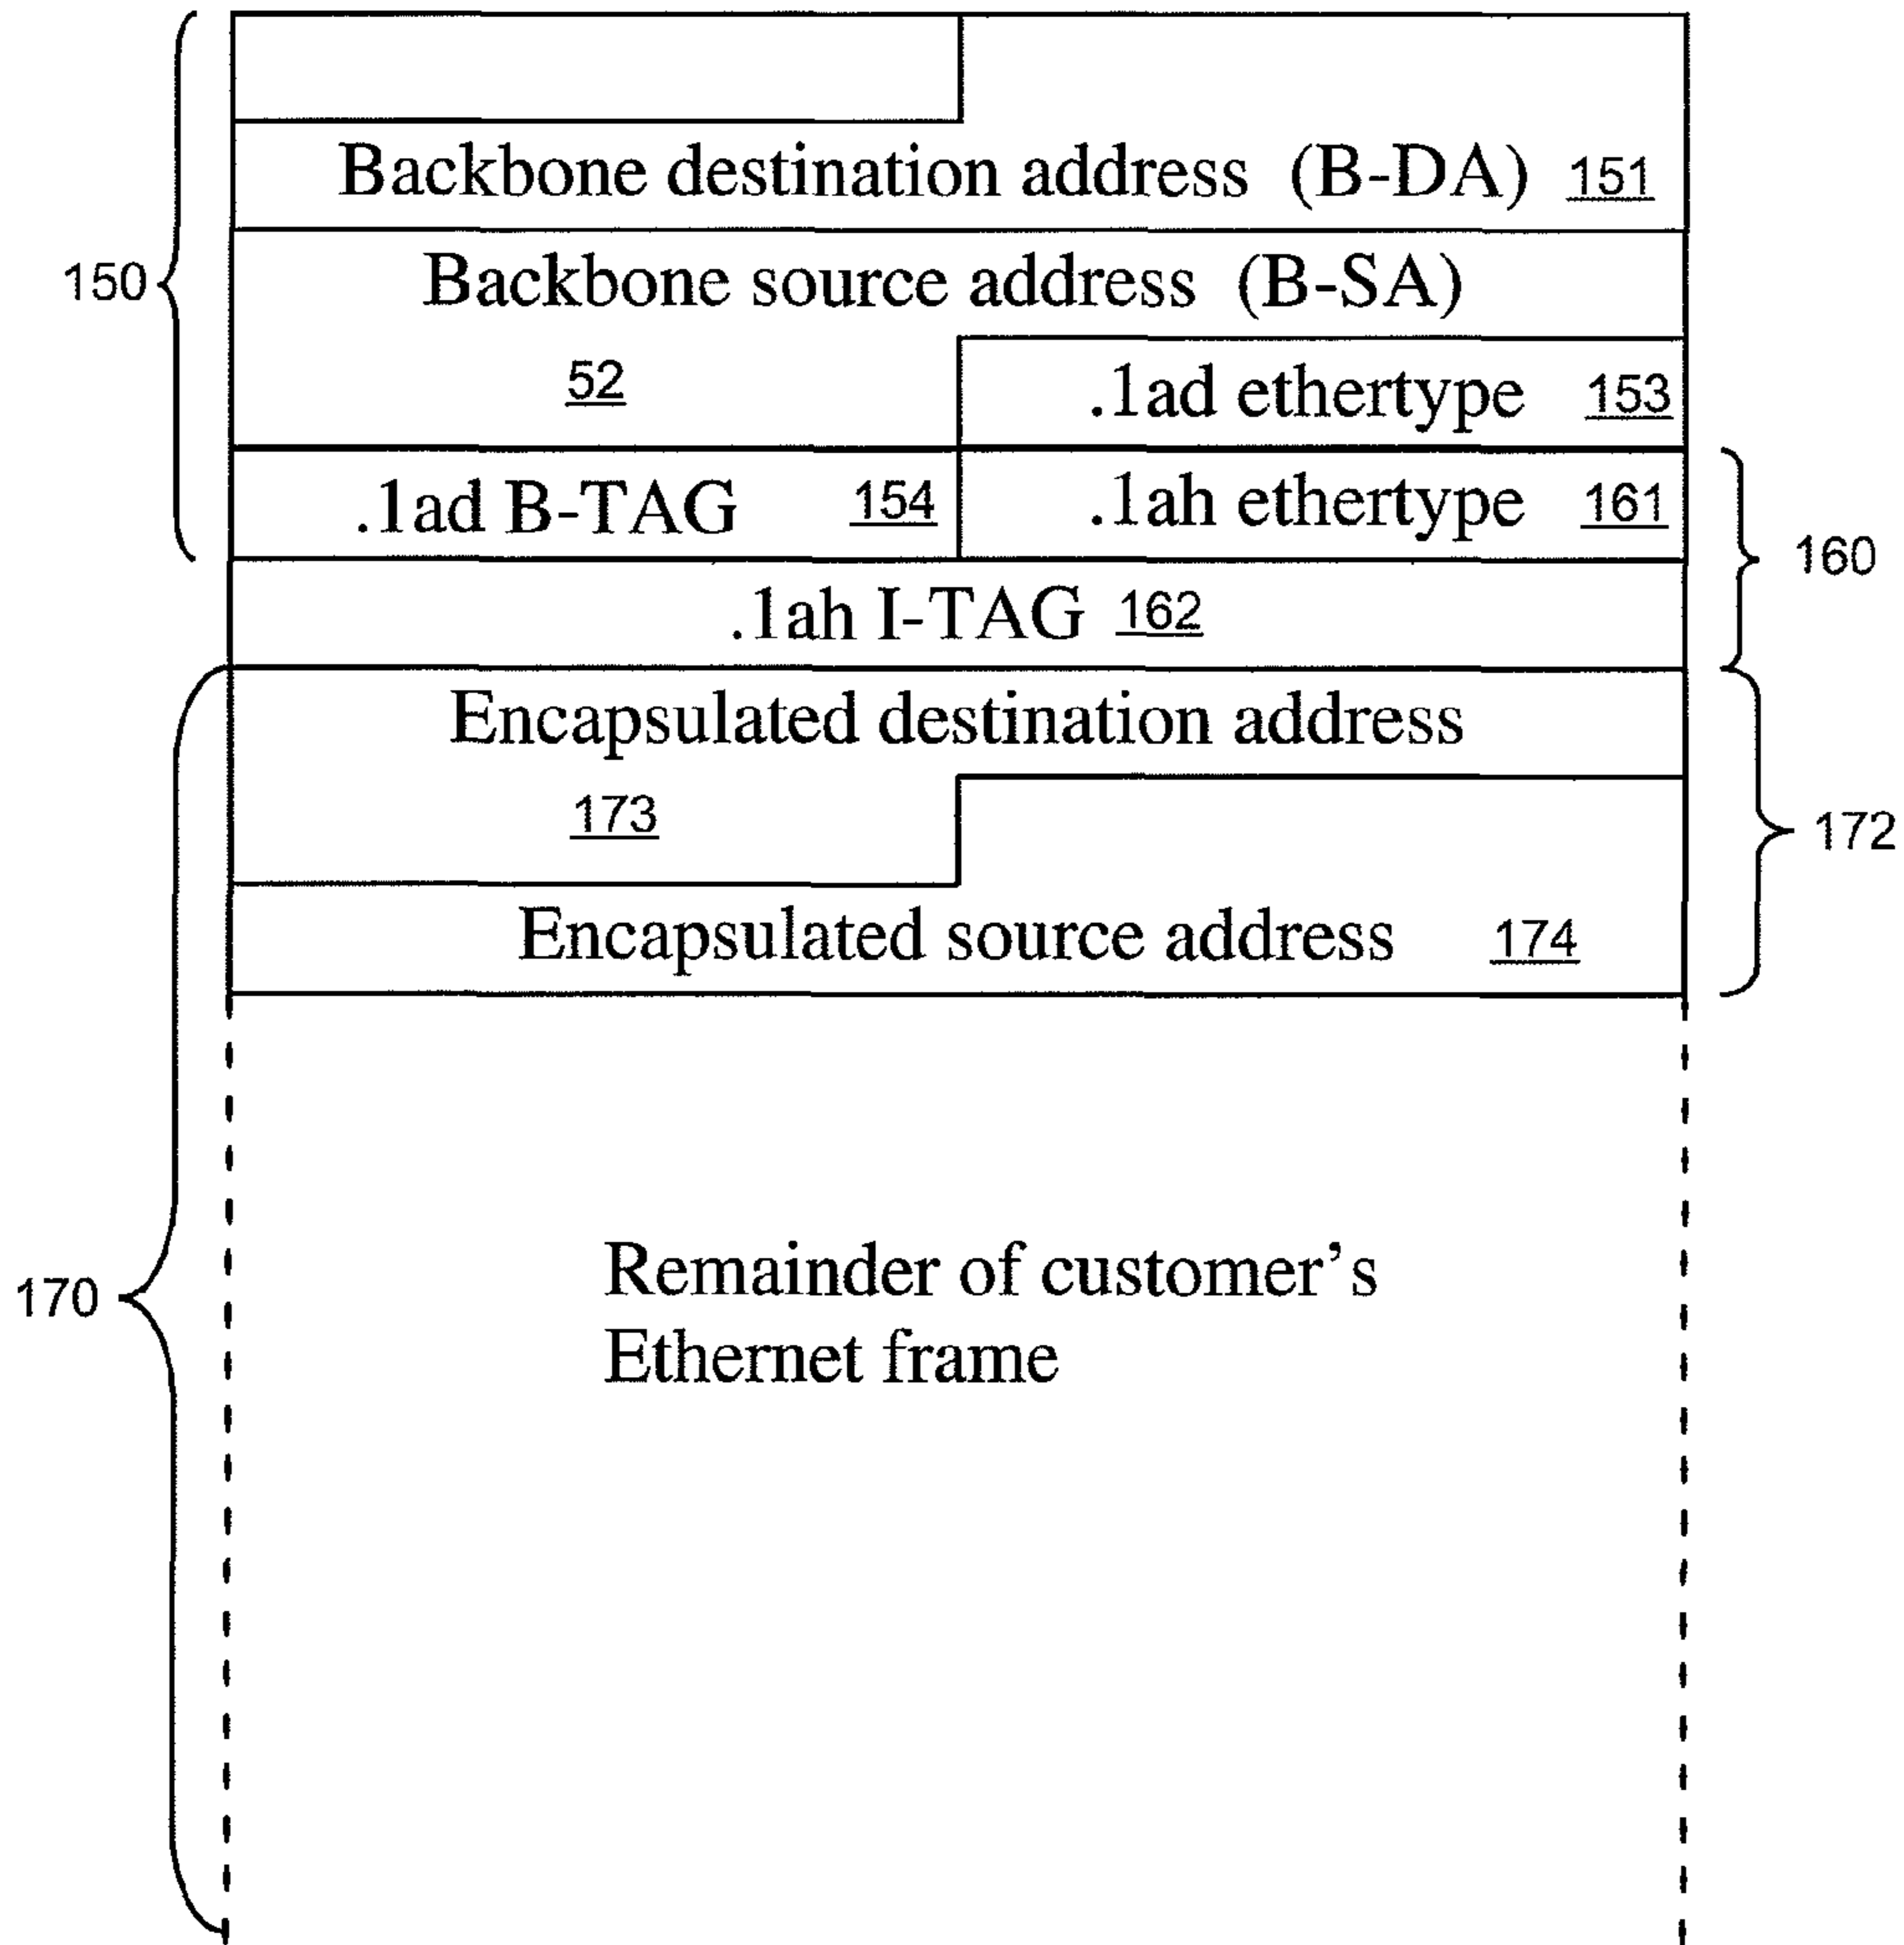 Backbone destination address (B-DA) 151
150
Backbone source address (B-SA)
52
.1ad ethertype 153
.1ad B-TAG 154
.1ah ethertype 161
160
.1ah I-TAG 162
Encapsulated destination address
173
172
Encapsulated source address 174
170
Remainder of customer's
Ethernet frame